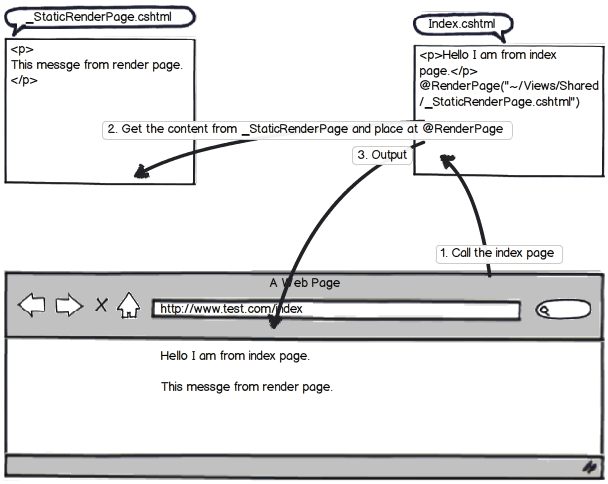 _StaticRenderPage.cshtml
<p>
This messge from render page.
</p>
Index.cshtml
<p>Hello I am from index
page.</p>
@RenderPage("~/Views/Shared
/_StaticRenderPage.cshtml")
2. Get the content from _StaticRenderPage and place at @RenderPage
3. Output
1. Call the index page
A Web Page
http://www.test.com/index
Hello I am from index page.
This messge from render page.